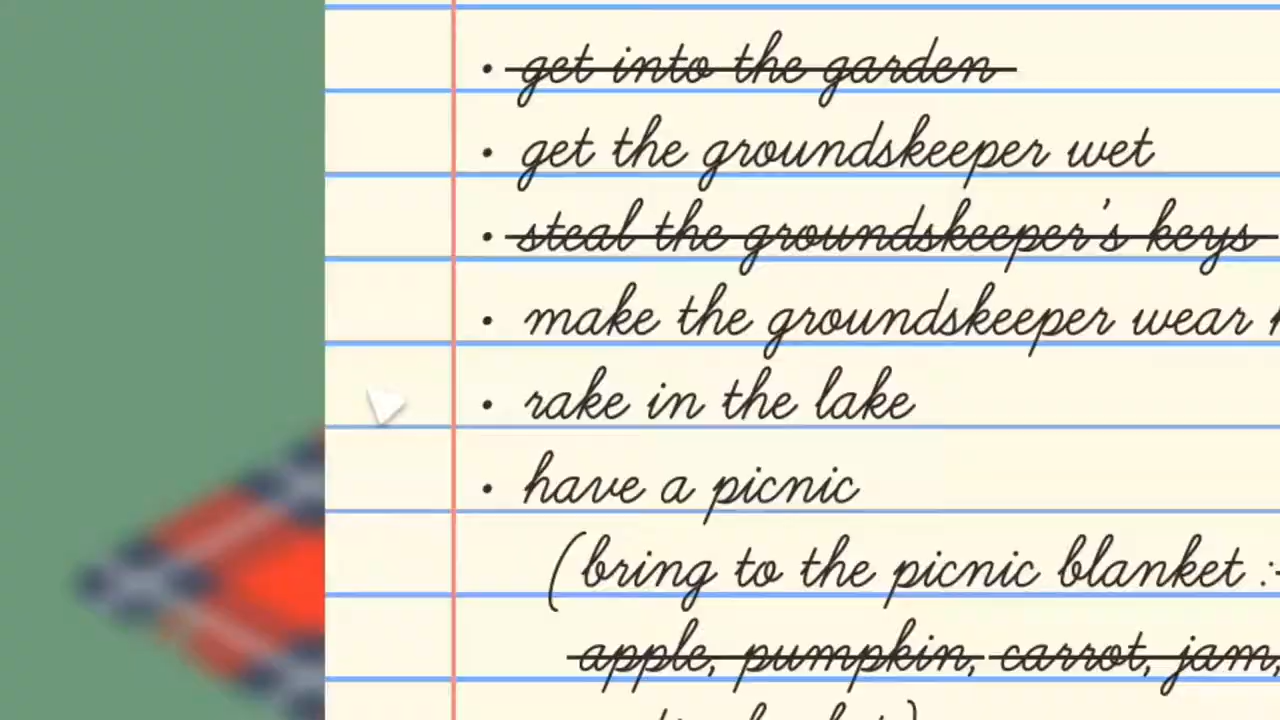 • get into the garden
• get the groundskeeper wet
• steal the groundskeeper's keys
• make the groundskeeper wear
• rake in the lake
• have a picnic
(bring to the picnic blanket :-
apple, pumpkin, carrot, jam,